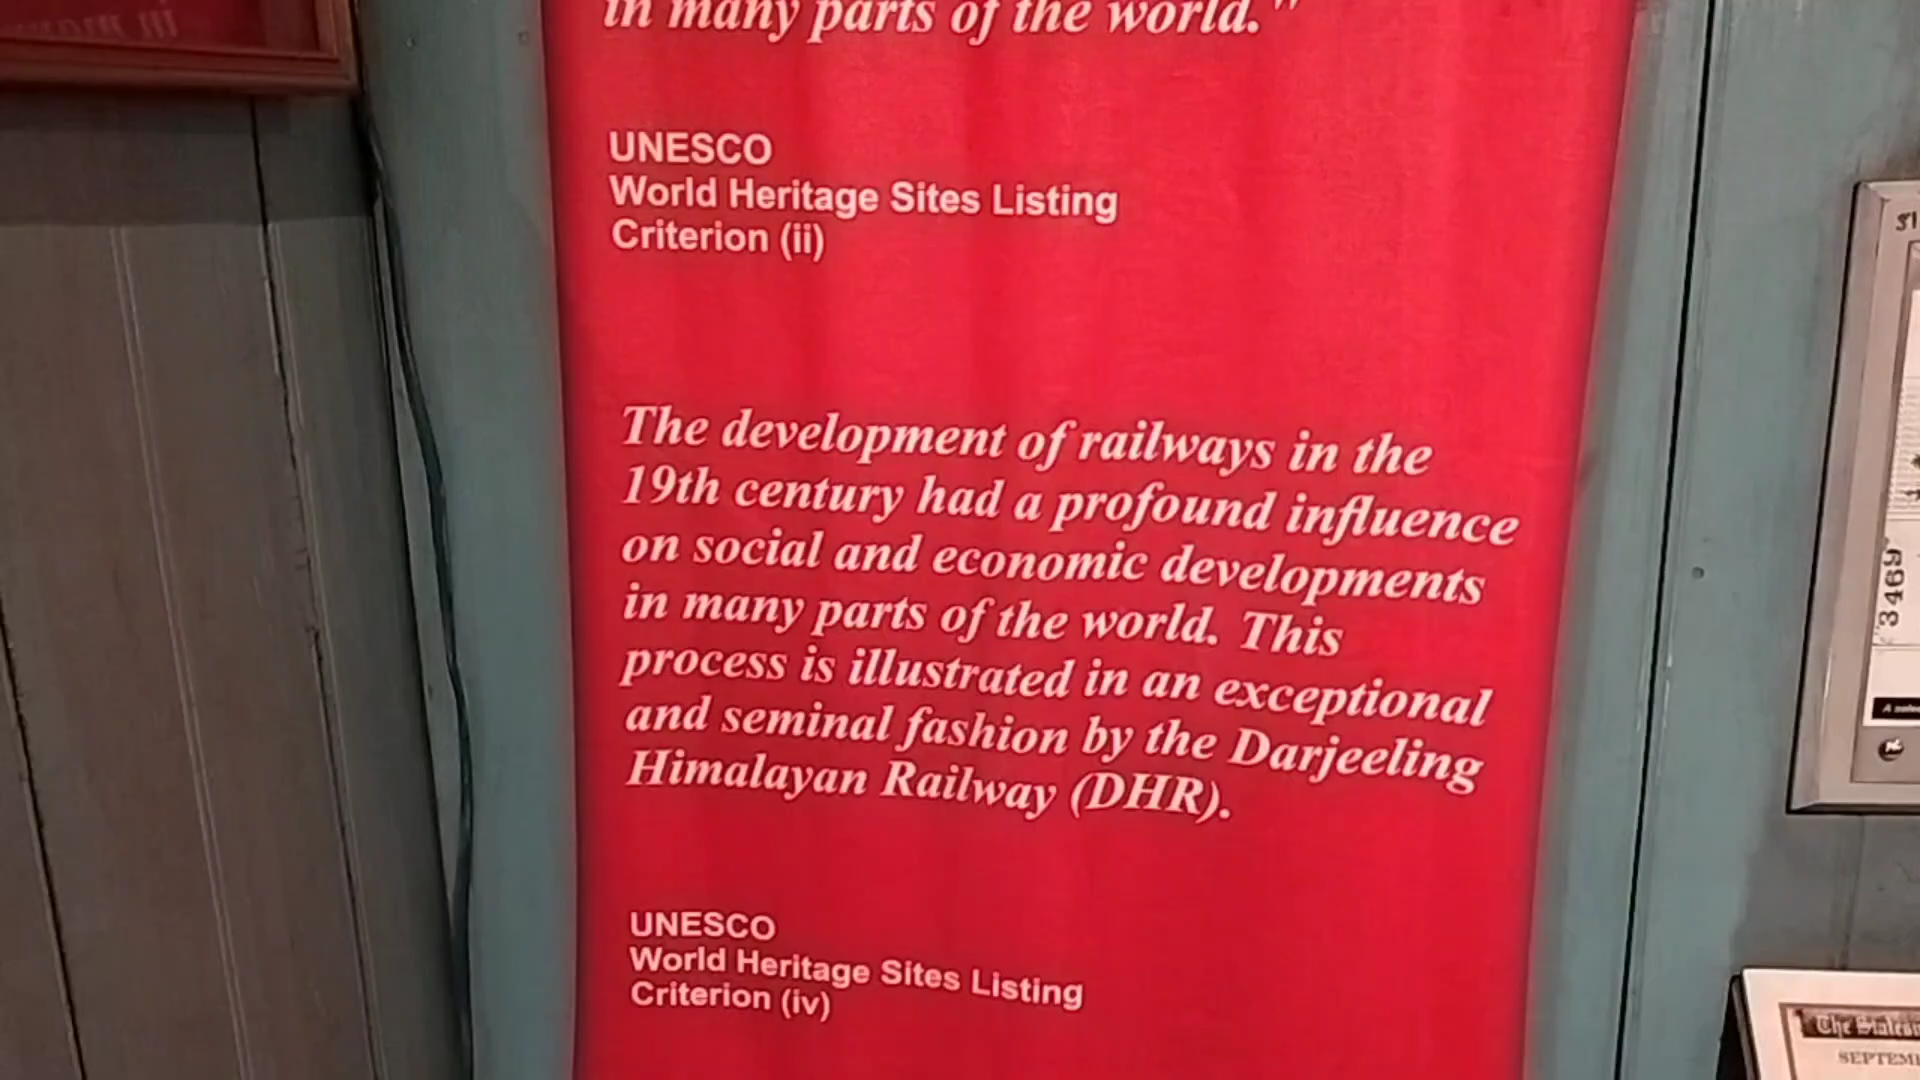 in many parts of the world."
UNESCO
World Heritage Sites Listing
Criterion (ii)
The development of railways in the
19th century had a profound influence
on social and economic developments
in many parts of the world. This
process is illustrated in an exceptional
and seminal fashion by the Darjeeling
Himalayan Railway (DHR).
UNESCO
World Heritage Sites Listing
Criterion (iv)
3469
The